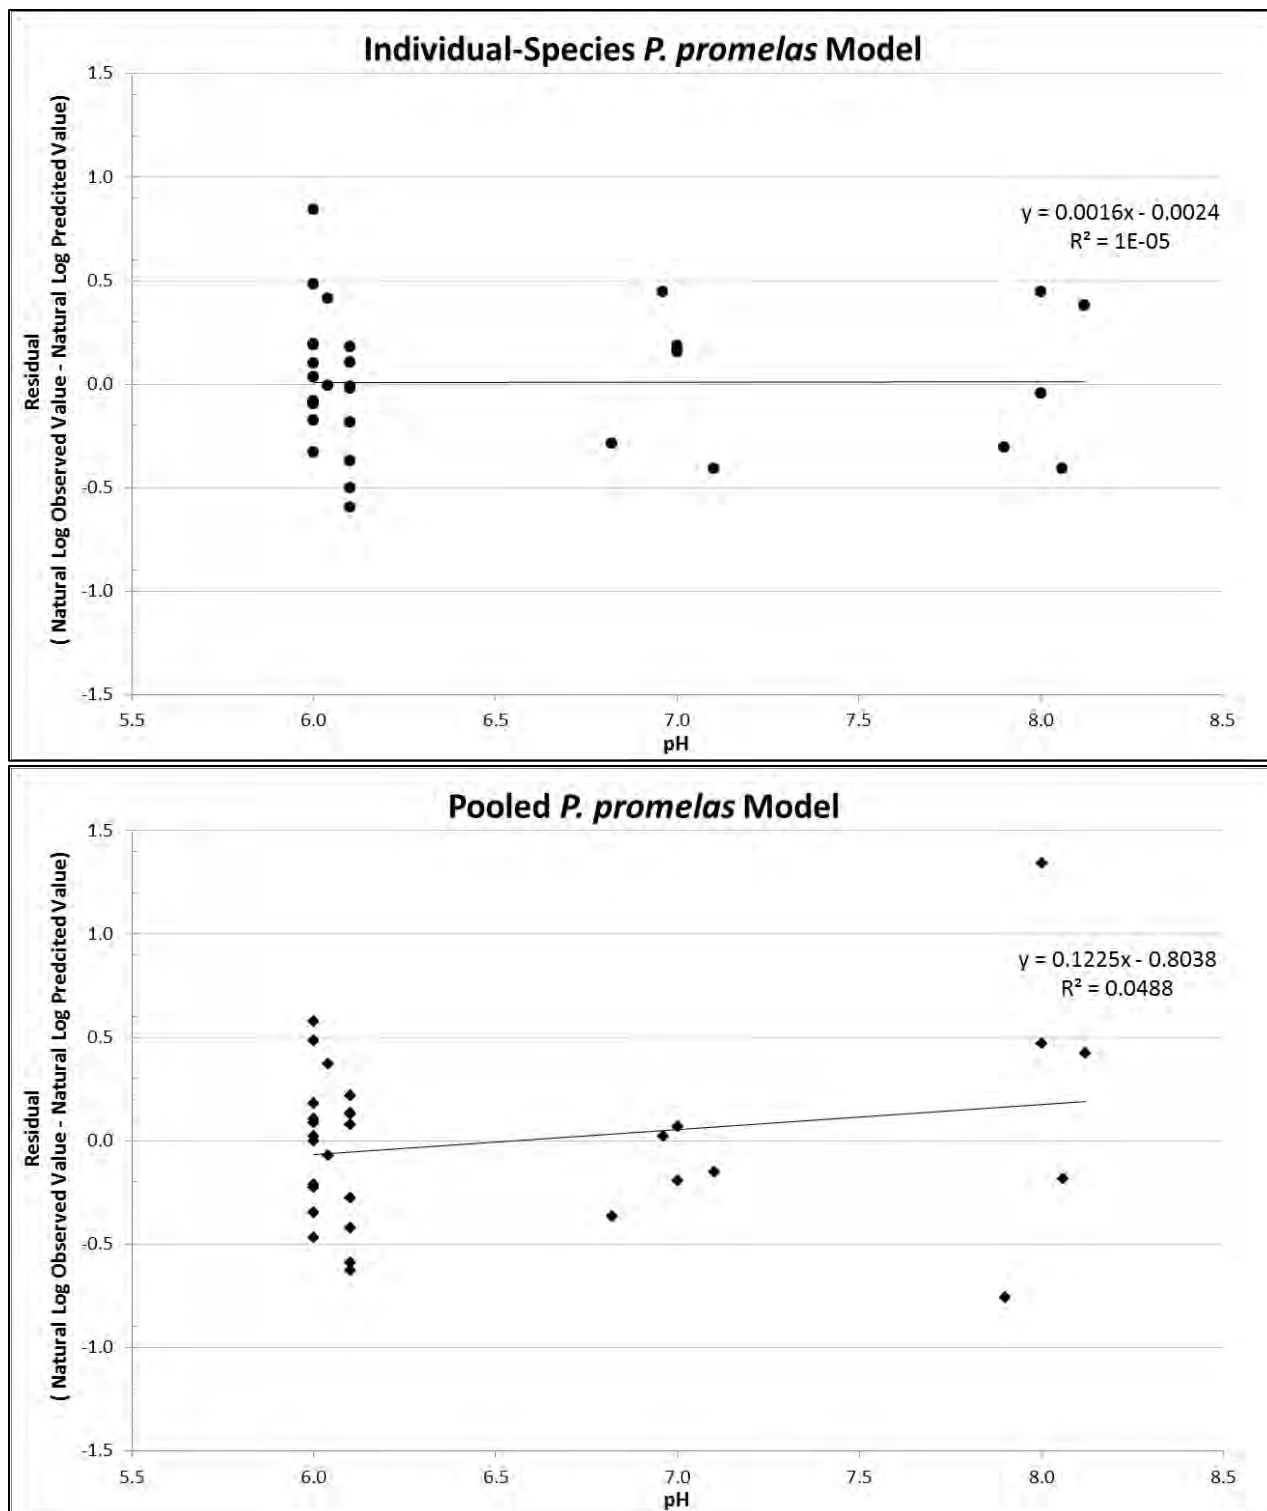 Individual-Species P. promelas Model
1.5
1.0
0.5
0.0
-0.5
-1.0
-1.5
Residual
( Natural Log Observed Value - Natural Log Predcited Value)
y = 0.0016x - 0.0024
R² = 1E-05
5.5 6.0 6.5 7.0 7.5 8.0 8.5
pH
Pooled P. promelas Model
1.5
1.0
0.5
0.0
-0.5
-1.0
-1.5
Residual
( Natural Log Observed Value - Natural Log Predcited Value)
y = 0.1225x - 0.8038
R² = 0.0488
5.5 6.0 6.5 7.0 7.5 8.0 8.5
pH